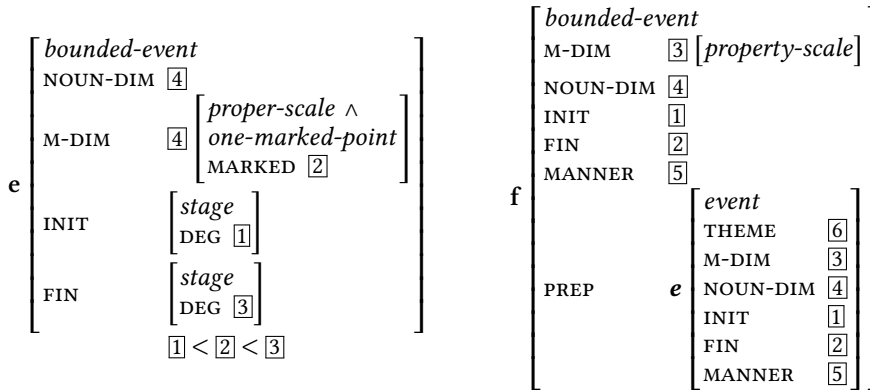 e
bounded-event
NOUN-DIM 4
M-DIM 4 proper-scale ∧
one-marked-point
MARKED 2
INIT stage
DEG 1
FIN stage
DEG 3
1 < 2 < 3
f
bounded-event
M-DIM 3 [property-scale]
NOUN-DIM 4
INIT 1
FIN 2
MANNER 5
PREP e
event
THEME 6
M-DIM 3
NOUN-DIM 4
INIT 1
FIN 2
MANNER 5